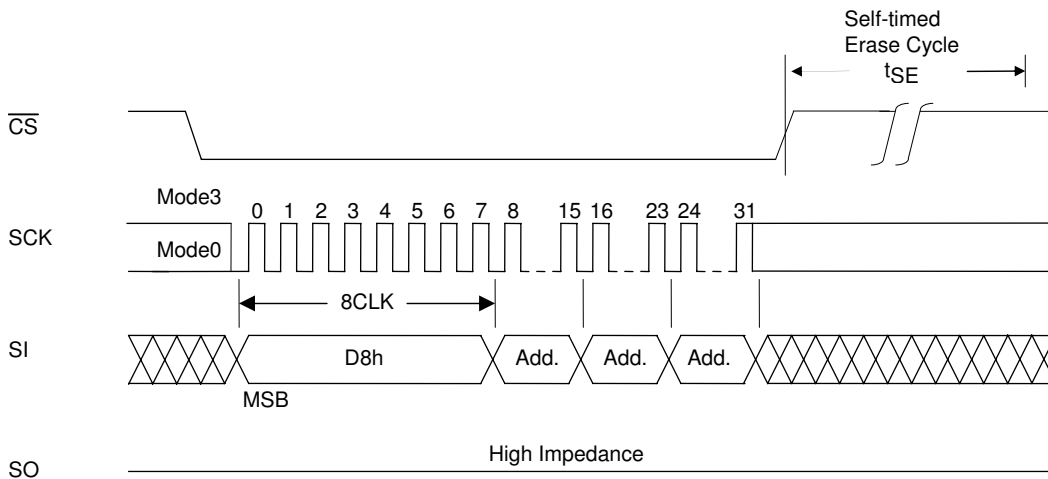 Self-timed
Erase Cycle
tSE
CS
Mode3
0 1 2 3 4 5 6 7 8 15 16 23 24 31
SCK
Mode0
8CLK
SI
D8h Add. Add. Add.
MSB
High Impedance
SO